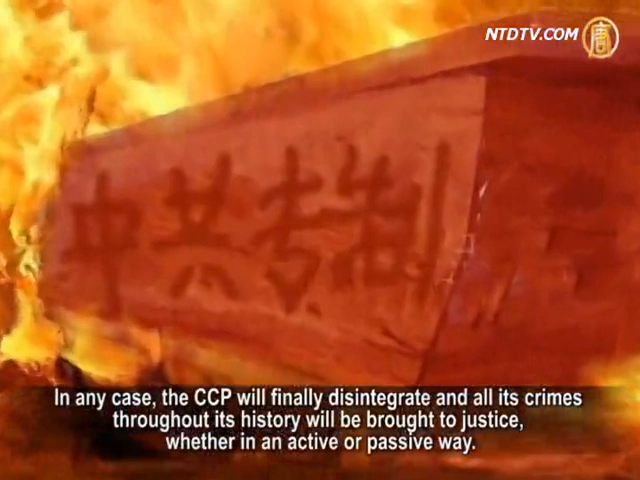 NTDTV.COM
唐
中共专制
In any case, the CCP will finally disintegrate and all its crimes
throughout its history will be brought to justice,
whether in an active or passive way.